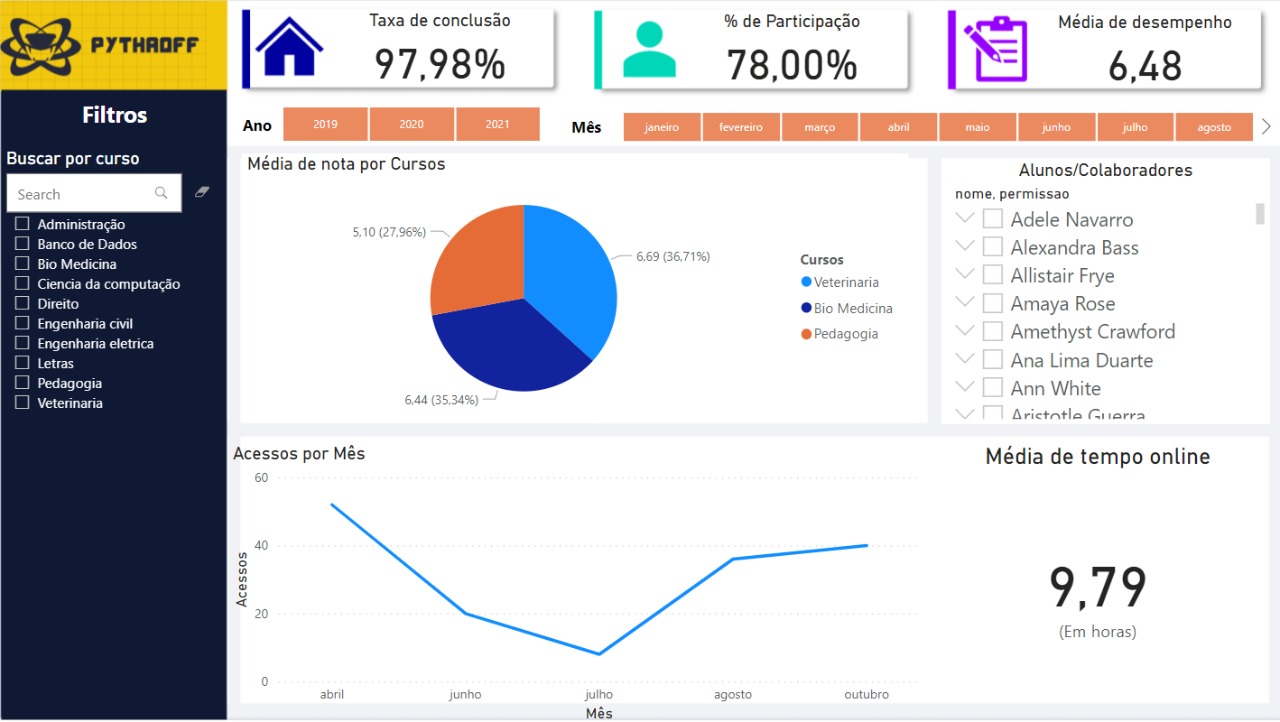 PYTHAOFF
Taxa de conclusão
97,98%
% de Participação
78,00%
Média de desempenho
6,48
Filtros
Buscar por curso
Search
Administração
Banco de Dados
Bio Medicina
Ciencia da computação
Direito
Engenharia civil
Engenharia eletrica
Letras
Pedagogia
Veterinaria
Ano
2019
2020
2021
Mês
janeiro
fevereiro
março
abril
maio
junho
julho
agosto
Média de nota por Cursos
5,10 (27,96%)
6,69 (36,71%)
6,44 (35,34%)
Cursos
Veterinaria
Bio Medicina
Pedagogia
Alunos/Colaboradores
nome, permissao
Adele Navarro
Alexandra Bass
Allistair Frye
Amaya Rose
Amethyst Crawford
Ana Lima Duarte
Ann White
Aristotle Guerra
Acessos por Mês
Acessos
60
40
20
0
abril
junho
julho
agosto
outubro
Mês
Média de tempo online
9,79
(Em horas)